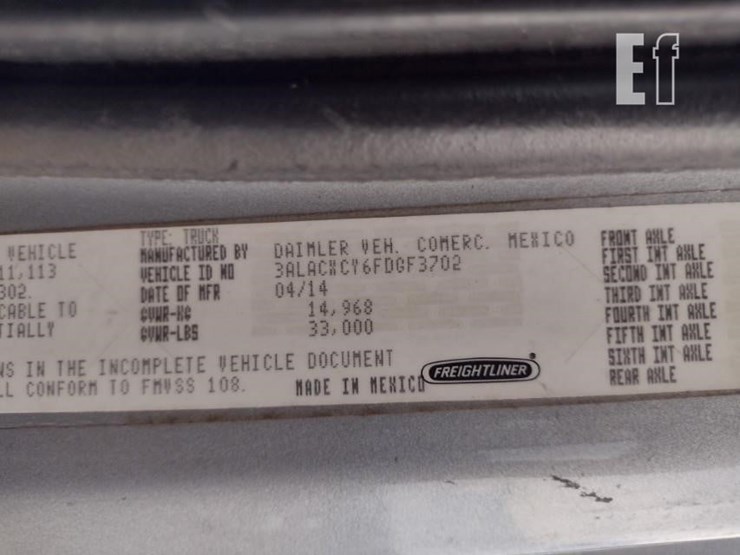 Ef
VEHICLE
11,113
302.
CABLE TO
TIALLY
NS IN THE INCOMPLETE VEHICLE DOCUMENT
LL CONFORM TO FMVSS 108.
TYPE: TRUCK
MANUFACTURED BY DAIMLER VEH. COMERC. MEXICO
VEHICLE ID NO 3ALACXCY6FDGF3702
DATE OF MFR 04/14
GVWR-KG 14,968
GVWR-LBS 33,000
MADE IN MEXICO
FREIGHTLINER
FRONT AXLE
FIRST INT AXLE
SECOND INT AXLE
THIRD INT AXLE
FOURTH INT AXLE
FIFTH INT AXLE
SIXTH INT AXLE
REAR AXLE